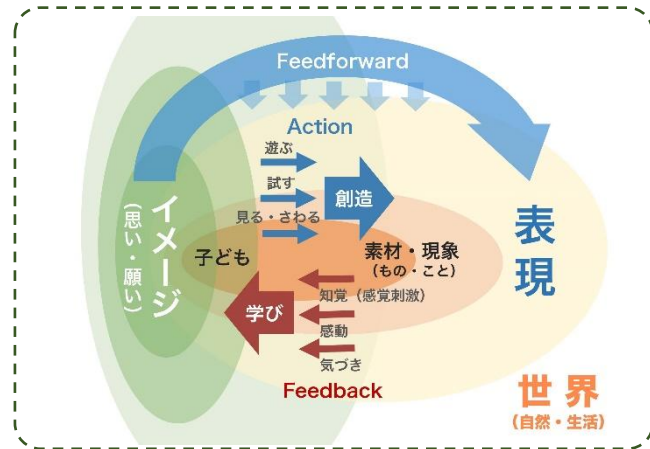 Feedforward
Action
遊ぶ
試す
見る・さわる
創造
イメージ
(思い・願い)
子ども
素材・現象
(もの・こと)
表現
学び
知覚(感覚刺激)
感動
気づき
Feedback
世界
(自然・生活)